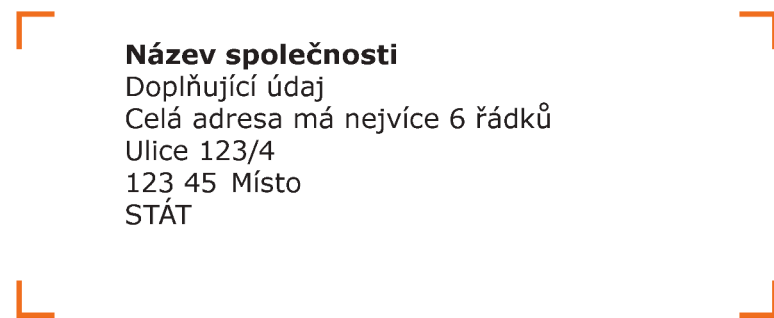 Název společnosti
Doplňující údaj
Celá adresa má nejvíce 6 řádků
Ulice 123/4
123 45 Místo
STÁT